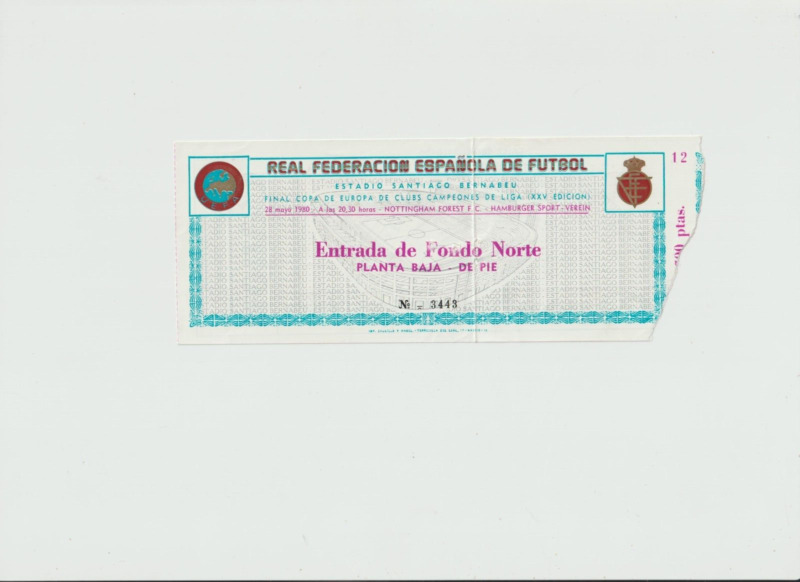 REAL FEDERACION ESPAÑOLA DE FUTBOL
12
ESTADIO SANTIAGO BERNABEU
FINAL COPA DE EUROPA DE CLUBS CAMPEONES DE LIGA (XXV EDICION)
28 mayo 1980 - A las 20,30 horas - NOTTINGHAM FOREST F.C. - HAMBURGER SPORT-VEREIN
Entrada de Fondo Norte
PLANTA BAJA - DE PIE
№ - 3443
ptas.